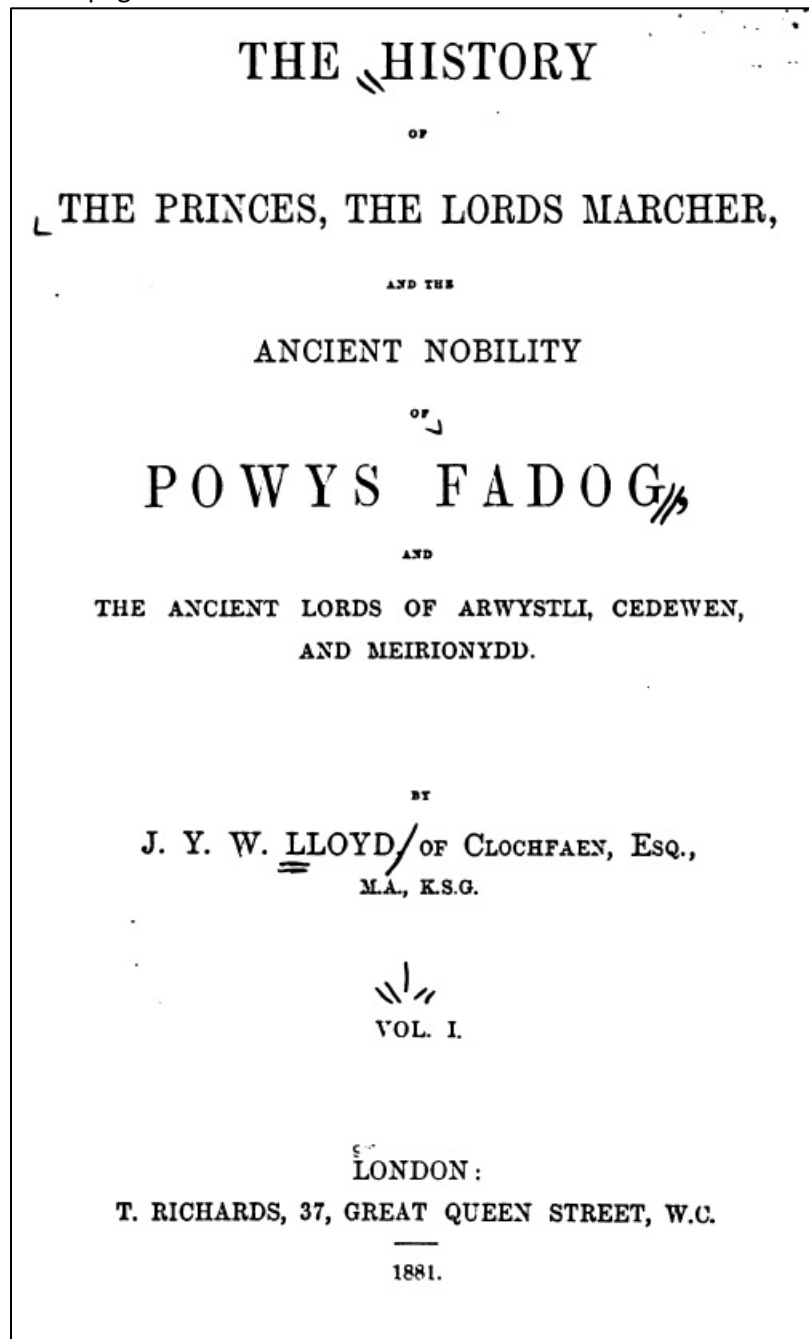 THE HISTORY
OF
THE PRINCES, THE LORDS MARCHER,
AND THE
ANCIENT NOBILITY
OF
POWYS FADOG,
AND
THE ANCIENT LORDS OF ARWYSTLI, CEDEWEN,
AND MEIRIONYDD.
BY
J. Y. W. LLOYD, OF CLOCHFAEN, ESQ.,
M.A., K.S.G.
VOL. I.
LONDON:
T. RICHARDS, 37, GREAT QUEEN STREET, W.C.
1881.